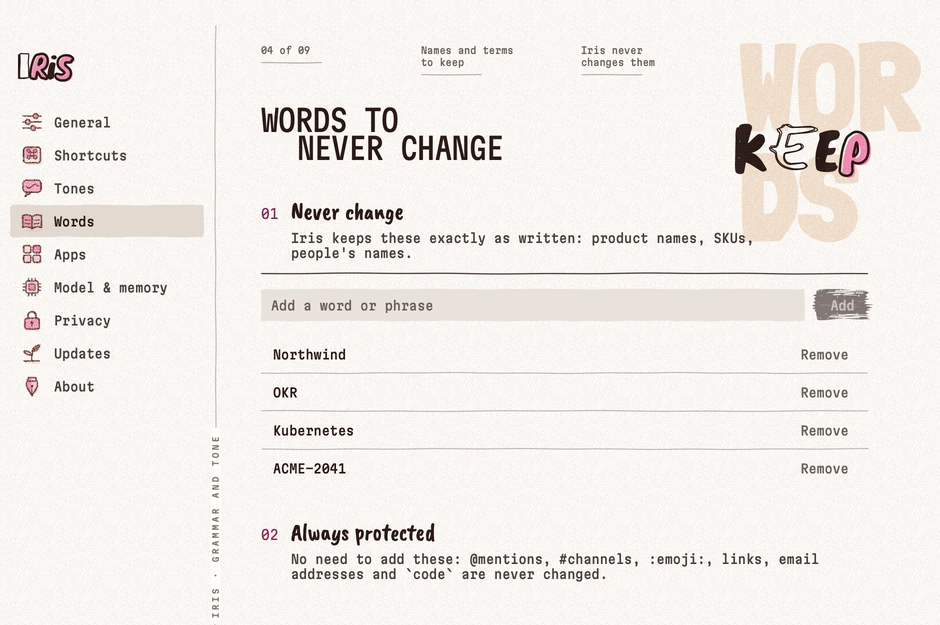 IRiS
General
Shortcuts
Tones
Words
Apps
Model & memory
Privacy
Updates
About
IRIS · GRAMMAR AND TONE
04 of 09
Names and terms
to keep
Iris never
changes them
WORDS TO
NEVER CHANGE
WOR
DS
KEEP
01 Never change
Iris keeps these exactly as written: product names, SKUs,
people's names.
Add a word or phrase
Add
Northwind Remove
OKR Remove
Kubernetes Remove
ACME-2041 Remove
02 Always protected
No need to add these: @mentions, #channels, :emoji:, links, email
addresses and `code` are never changed.